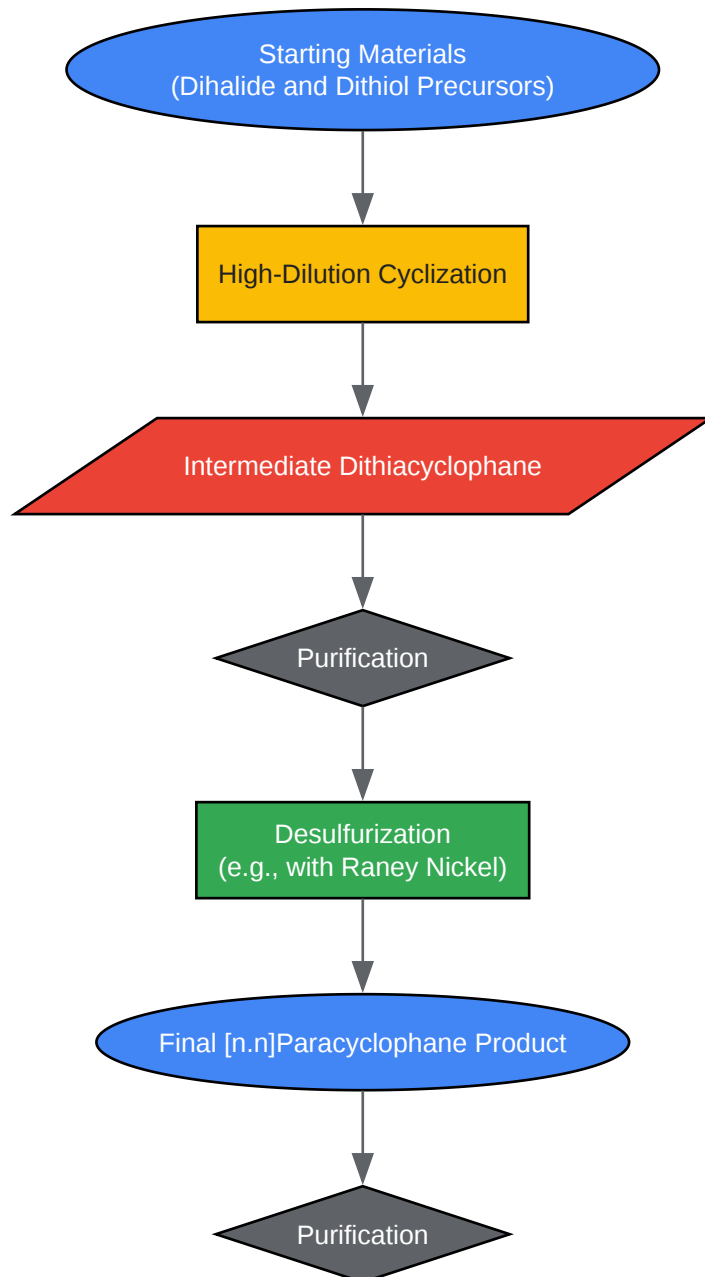 Starting Materials
(Dihalide and Dithiol Precursors)
High-Dilution Cyclization
Intermediate Dithiacyclophane
Purification
Desulfurization
(e.g., with Raney Nickel)
Final [n.n]Paracyclophane Product
Purification